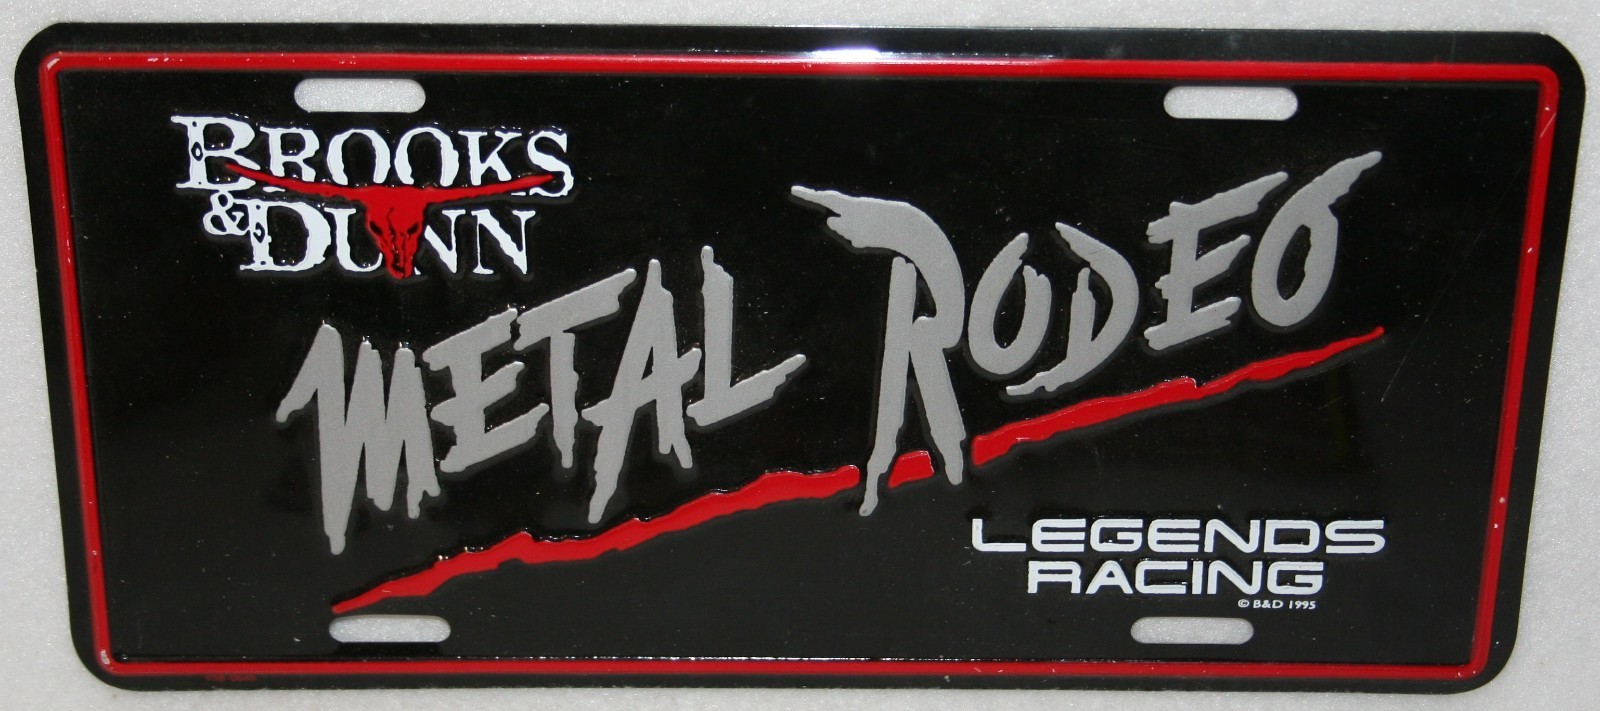 BROOKS
& DUNN
METAL RODEO
LEGENDS
RACING
© B&D 1995